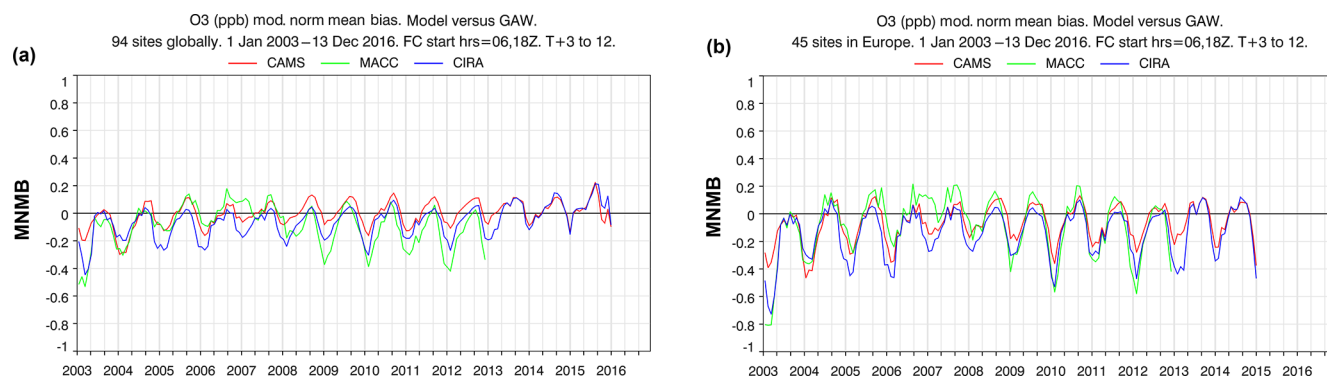 (a)
O3 (ppb) mod. norm mean bias. Model versus GAW.
94 sites globally. 1 Jan 2003–13 Dec 2016. FC start hrs=06,18Z. T+3 to 12.
CAMS MACC CIRA
MNMB
1
0.8
0.6
0.4
0.2
0
-0.2
-0.4
-0.6
-0.8
-1
2003 2004 2005 2006 2007 2008 2009 2010 2011 2012 2013 2014 2015 2016
(b)
O3 (ppb) mod. norm mean bias. Model versus GAW.
45 sites in Europe. 1 Jan 2003–13 Dec 2016. FC start hrs=06,18Z. T+3 to 12.
CAMS MACC CIRA
MNMB
1
0.8
0.6
0.4
0.2
0
-0.2
-0.4
-0.6
-0.8
-1
2003 2004 2005 2006 2007 2008 2009 2010 2011 2012 2013 2014 2015 2016